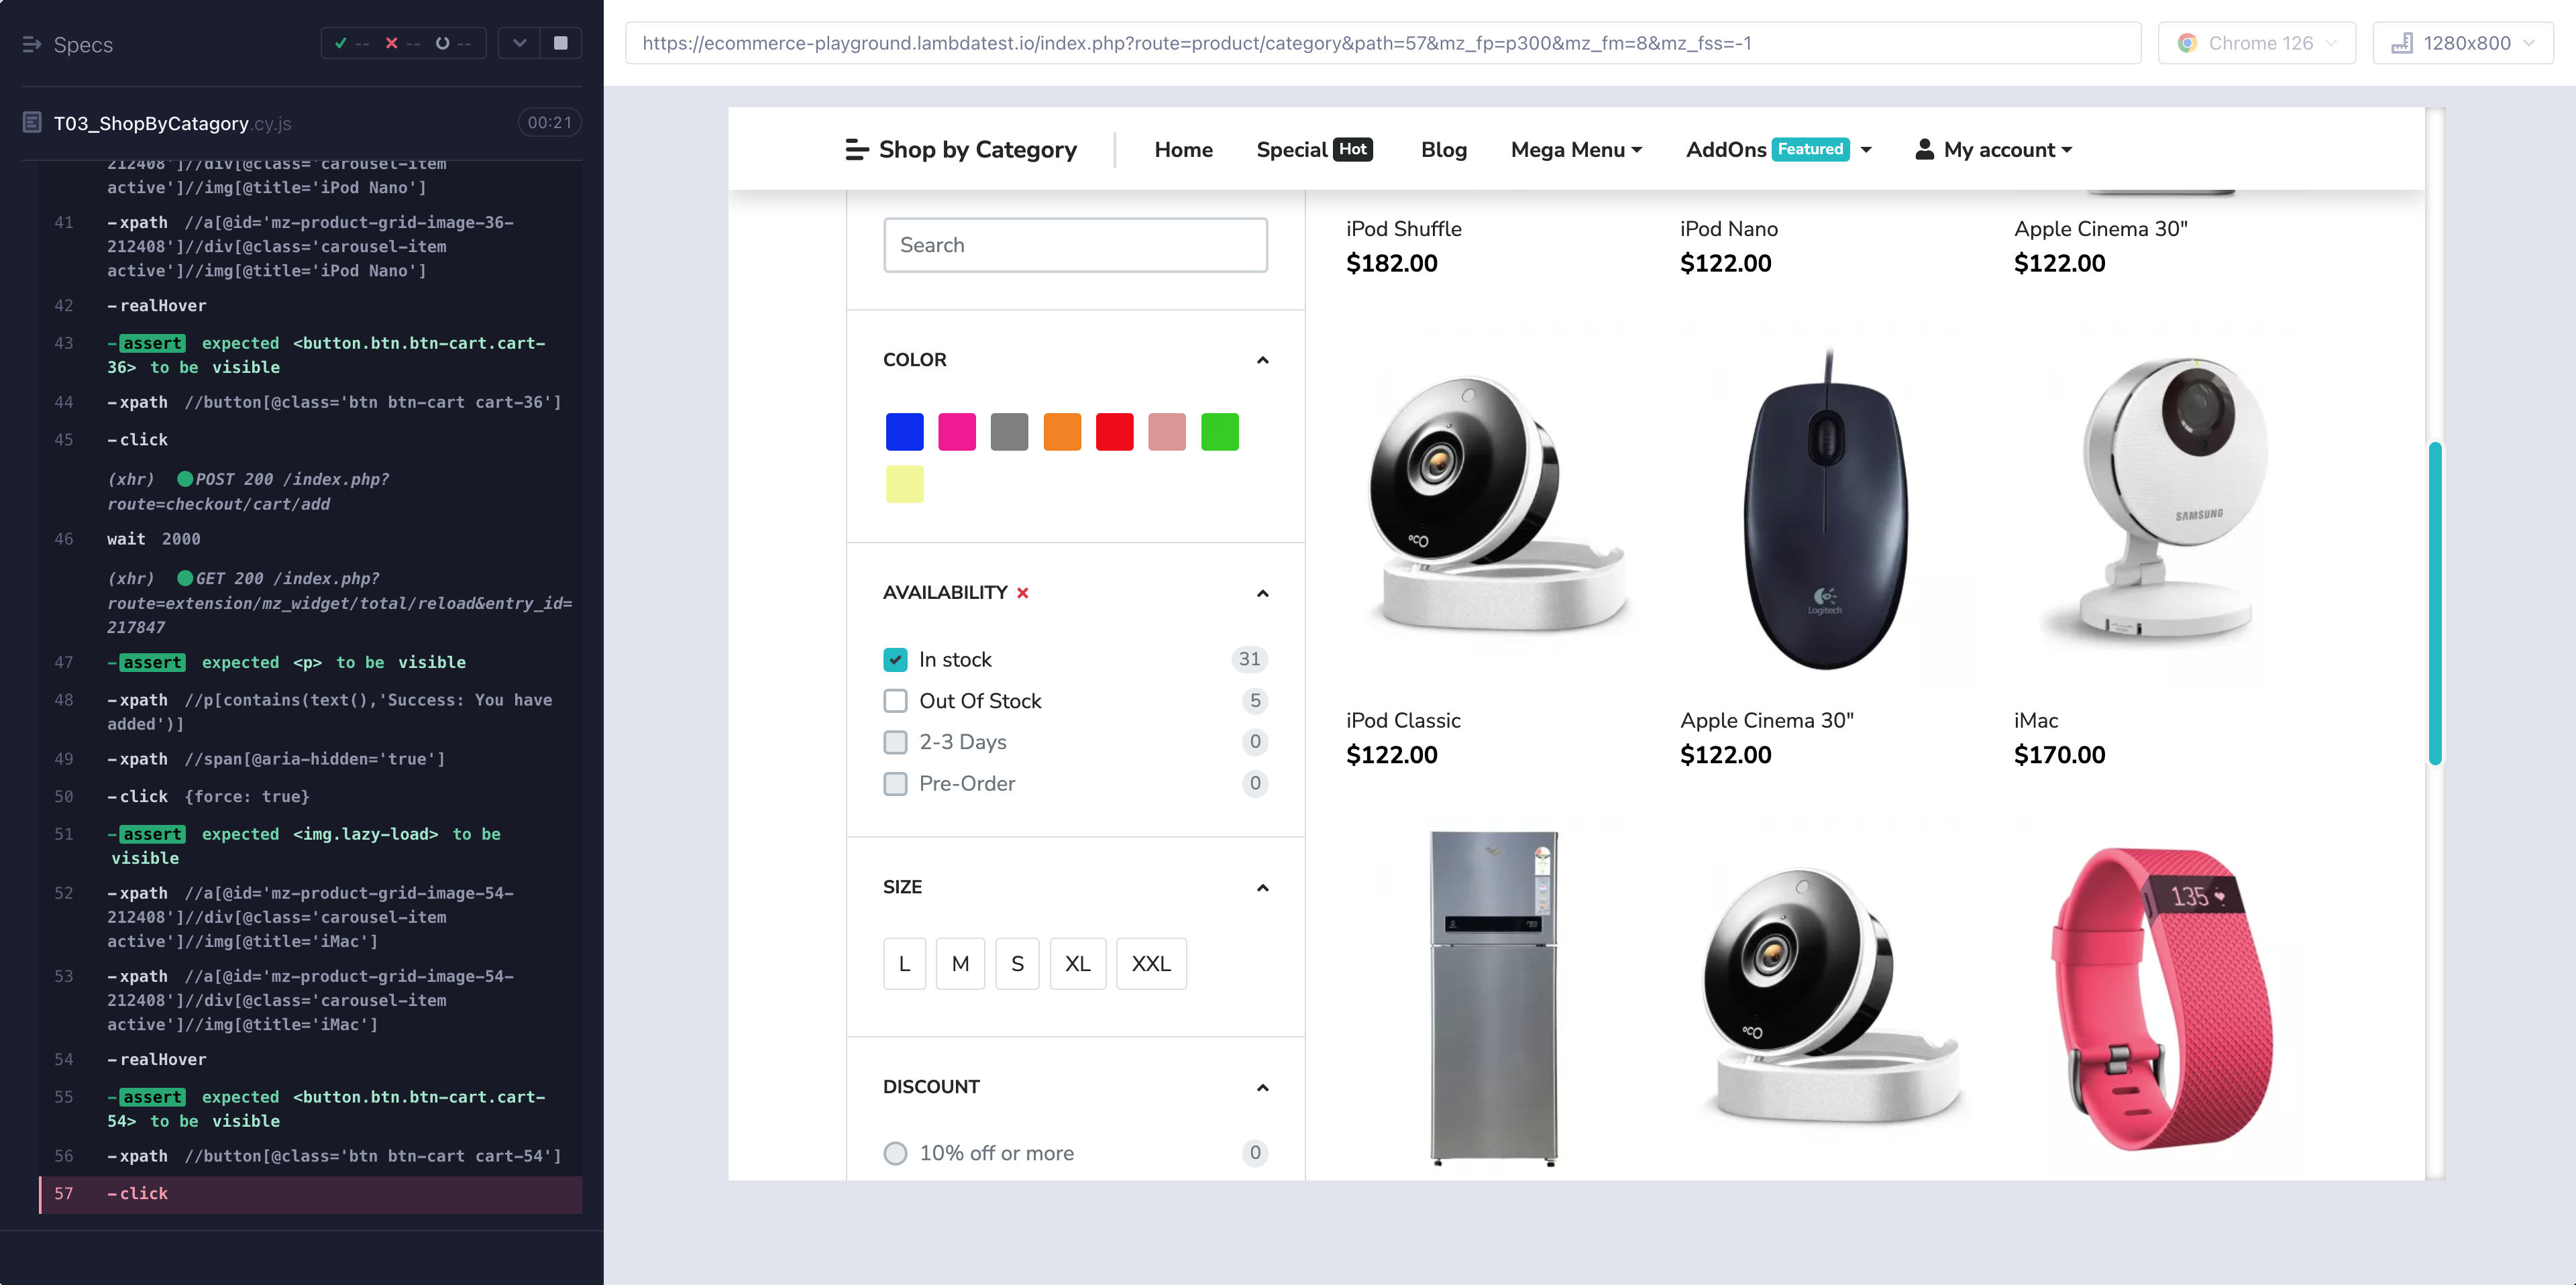 Specs
-- -- --
T03_ShopByCatagory.cy.js 00:21
212408']//div[@class='carousel-item
active']//img[@title='iPod Nano']
41 -xpath //a[@id='mz-product-grid-image-36-
212408']//div[@class='carousel-item
active']//img[@title='iPod Nano']
42 -realHover
43 -assert expected <button.btn.btn-cart.cart-
36> to be visible
44 -xpath //button[@class='btn btn-cart cart-36']
45 -click
(xhr) POST 200 /index.php?
route=checkout/cart/add
46 wait 2000
(xhr) GET 200 /index.php?
route=extension/mz_widget/total/reload&entry_id=
217847
47 -assert expected <p> to be visible
48 -xpath //p[contains(text(),'Success: You have
added')]
49 -xpath //span[@aria-hidden='true']
50 -click {force: true}
51 -assert expected <img.lazy-load> to be
visible
52 -xpath //a[@id='mz-product-grid-image-54-
212408']//div[@class='carousel-item
active']//img[@title='iMac']
53 -xpath //a[@id='mz-product-grid-image-54-
212408']//div[@class='carousel-item
active']//img[@title='iMac']
54 -realHover
55 -assert expected <button.btn.btn-cart.cart-
54> to be visible
56 -xpath //button[@class='btn btn-cart cart-54']
57 -click
https://ecommerce-playground.lambdatest.io/index.php?route=product/category&path=57&mz_fp=p300&mz_fm=8&mz_fss=-1
Chrome 126
1280x800
Shop by Category Home Special Hot Blog Mega Menu AddOns Featured My account
Search
COLOR
AVAILABILITY
In stock 31
Out Of Stock 5
2-3 Days 0
Pre-Order 0
SIZE
L M S XL XXL
DISCOUNT
10% off or more 0
iPod Shuffle
$182.00
iPod Nano
$122.00
Apple Cinema 30"
$122.00
Logitech
SAMSUNG
iPod Classic
$122.00
Apple Cinema 30"
$122.00
iMac
$170.00
135